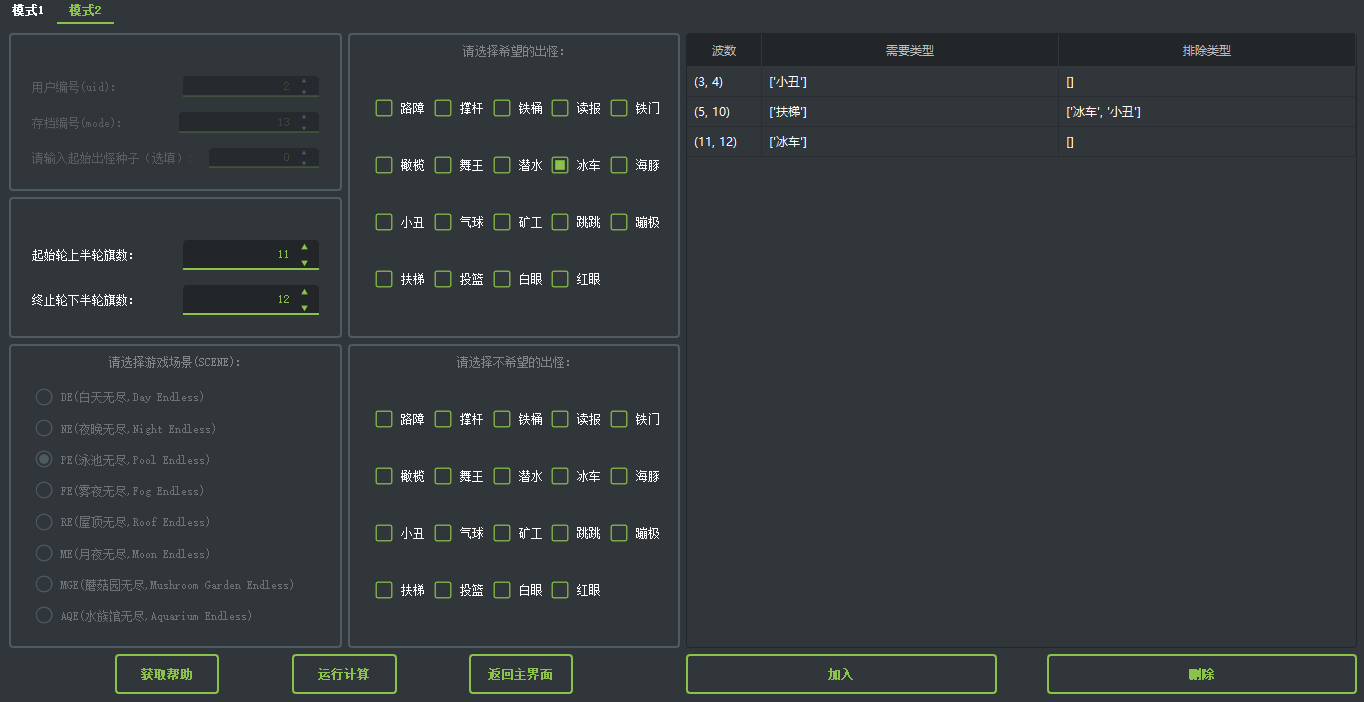 模式1 模式2
用户编号(uid): 2
存档编号(mode): 13
请输入起始出怪种子（选填）: 0
起始轮上半轮旗数: 11
终止轮下半轮旗数: 12
请选择游戏场景(SCENE):
DE(白天无尽,Day Endless)
NE(夜晚无尽,Night Endless)
PE(泳池无尽,Pool Endless)
FE(雾夜无尽,Fog Endless)
RE(屋顶无尽,Roof Endless)
ME(月夜无尽,Moon Endless)
MGE(蘑菇园无尽,Mushroom Garden Endless)
AQE(水族馆无尽,Aquarium Endless)
请选择希望的出怪:
路障 撑杆 铁桶 读报 铁门
橄榄 舞王 潜水 冰车 海豚
小丑 气球 矿工 跳跳 蹦极
扶梯 投篮 白眼 红眼
请选择不希望的出怪:
路障 撑杆 铁桶 读报 铁门
橄榄 舞王 潜水 冰车 海豚
小丑 气球 矿工 跳跳 蹦极
扶梯 投篮 白眼 红眼
波数 需要类型 排除类型
(3, 4) ['小丑'] []
(5, 10) ['扶梯'] ['冰车', '小丑']
(11, 12) ['冰车'] []
获取帮助 运行计算 返回主界面 加入 删除